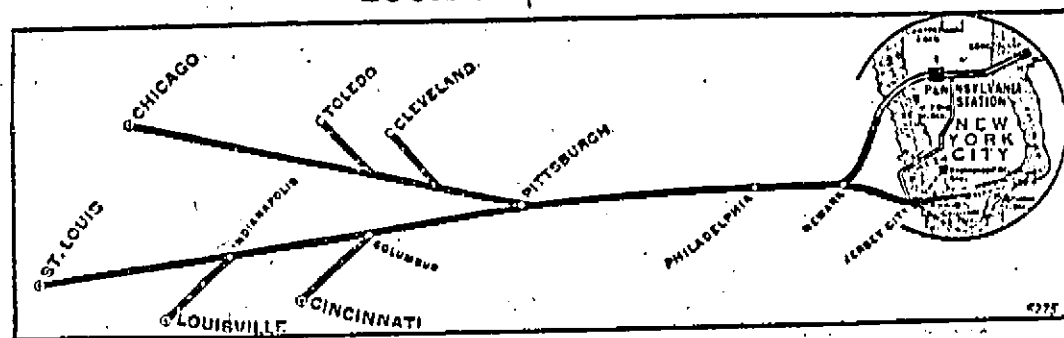 CHICAGO
TOLEDO
CLEVELAND
PITTSBURGH
ST. LOUIS
INDIANAPOLIS
COLUMBUS
LOUISVILLE
CINCINNATI
PHILADELPHIA
NEWARK
JERSEY CITY
PENNSYLVANIA
STATION
NEW
YORK
CITY